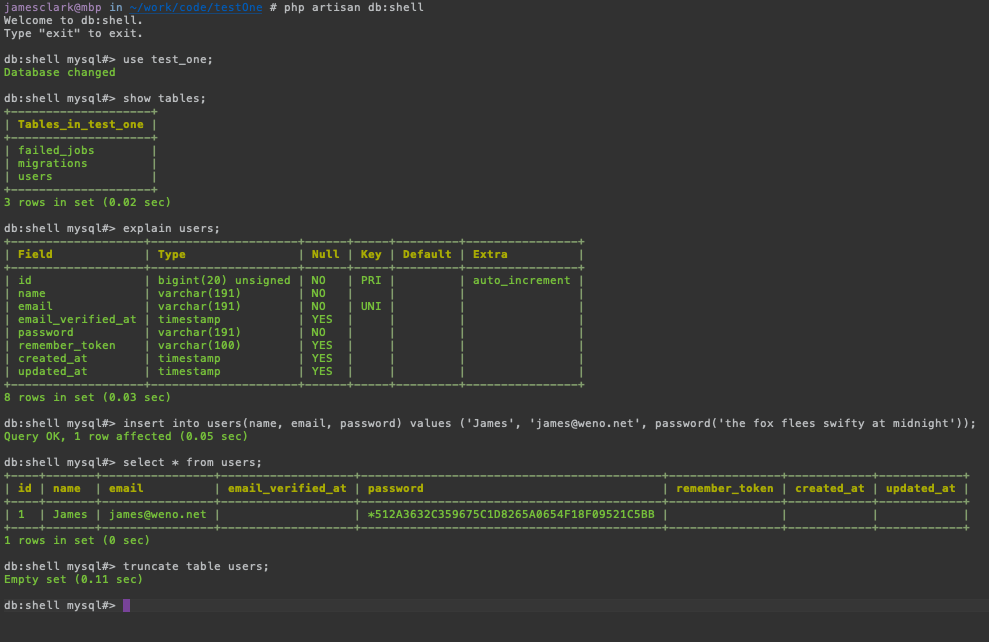 jamesclark@mbp in ~/work/code/testOne # php artisan db:shell
Welcome to db:shell.
Type "exit" to exit.

db:shell mysql#> use test_one;
Database changed

db:shell mysql#> show tables;
+--------------------+
| Tables_in_test_one |
+--------------------+
| failed_jobs        |
| migrations         |
| users              |
+--------------------+
3 rows in set (0.02 sec)

db:shell mysql#> explain users;
+-------------------+---------------------+------+-----+---------+----------------+
| Field             | Type                | Null | Key | Default | Extra          |
+-------------------+---------------------+------+-----+---------+----------------+
| id                | bigint(20) unsigned | NO   | PRI |         | auto_increment |
| name              | varchar(191)        | NO   |     |         |                |
| email             | varchar(191)        | NO   | UNI |         |                |
| email_verified_at | timestamp           | YES  |     |         |                |
| password          | varchar(191)        | NO   |     |         |                |
| remember_token    | varchar(100)        | YES  |     |         |                |
| created_at        | timestamp           | YES  |     |         |                |
| updated_at        | timestamp           | YES  |     |         |                |
+-------------------+---------------------+------+-----+---------+----------------+
8 rows in set (0.03 sec)

db:shell mysql#> insert into users(name, email, password) values ('James', 'james@weno.net', password('the fox flees swifty at midnight'));
Query OK, 1 row affected (0.05 sec)

db:shell mysql#> select * from users;
+----+-------+----------------+-------------------+-------------------------------------------+----------------+------------+------------+
| id | name  | email          | email_verified_at | password                                  | remember_token | created_at | updated_at |
+----+-------+----------------+-------------------+-------------------------------------------+----------------+------------+------------+
| 1  | James | james@weno.net |                   | *512A3632C359675C1D8265A0654F18F09521C5BB |                |            |            |
+----+-------+----------------+-------------------+-------------------------------------------+----------------+------------+------------+
1 rows in set (0 sec)

db:shell mysql#> truncate table users;
Empty set (0.11 sec)

db:shell mysql#>